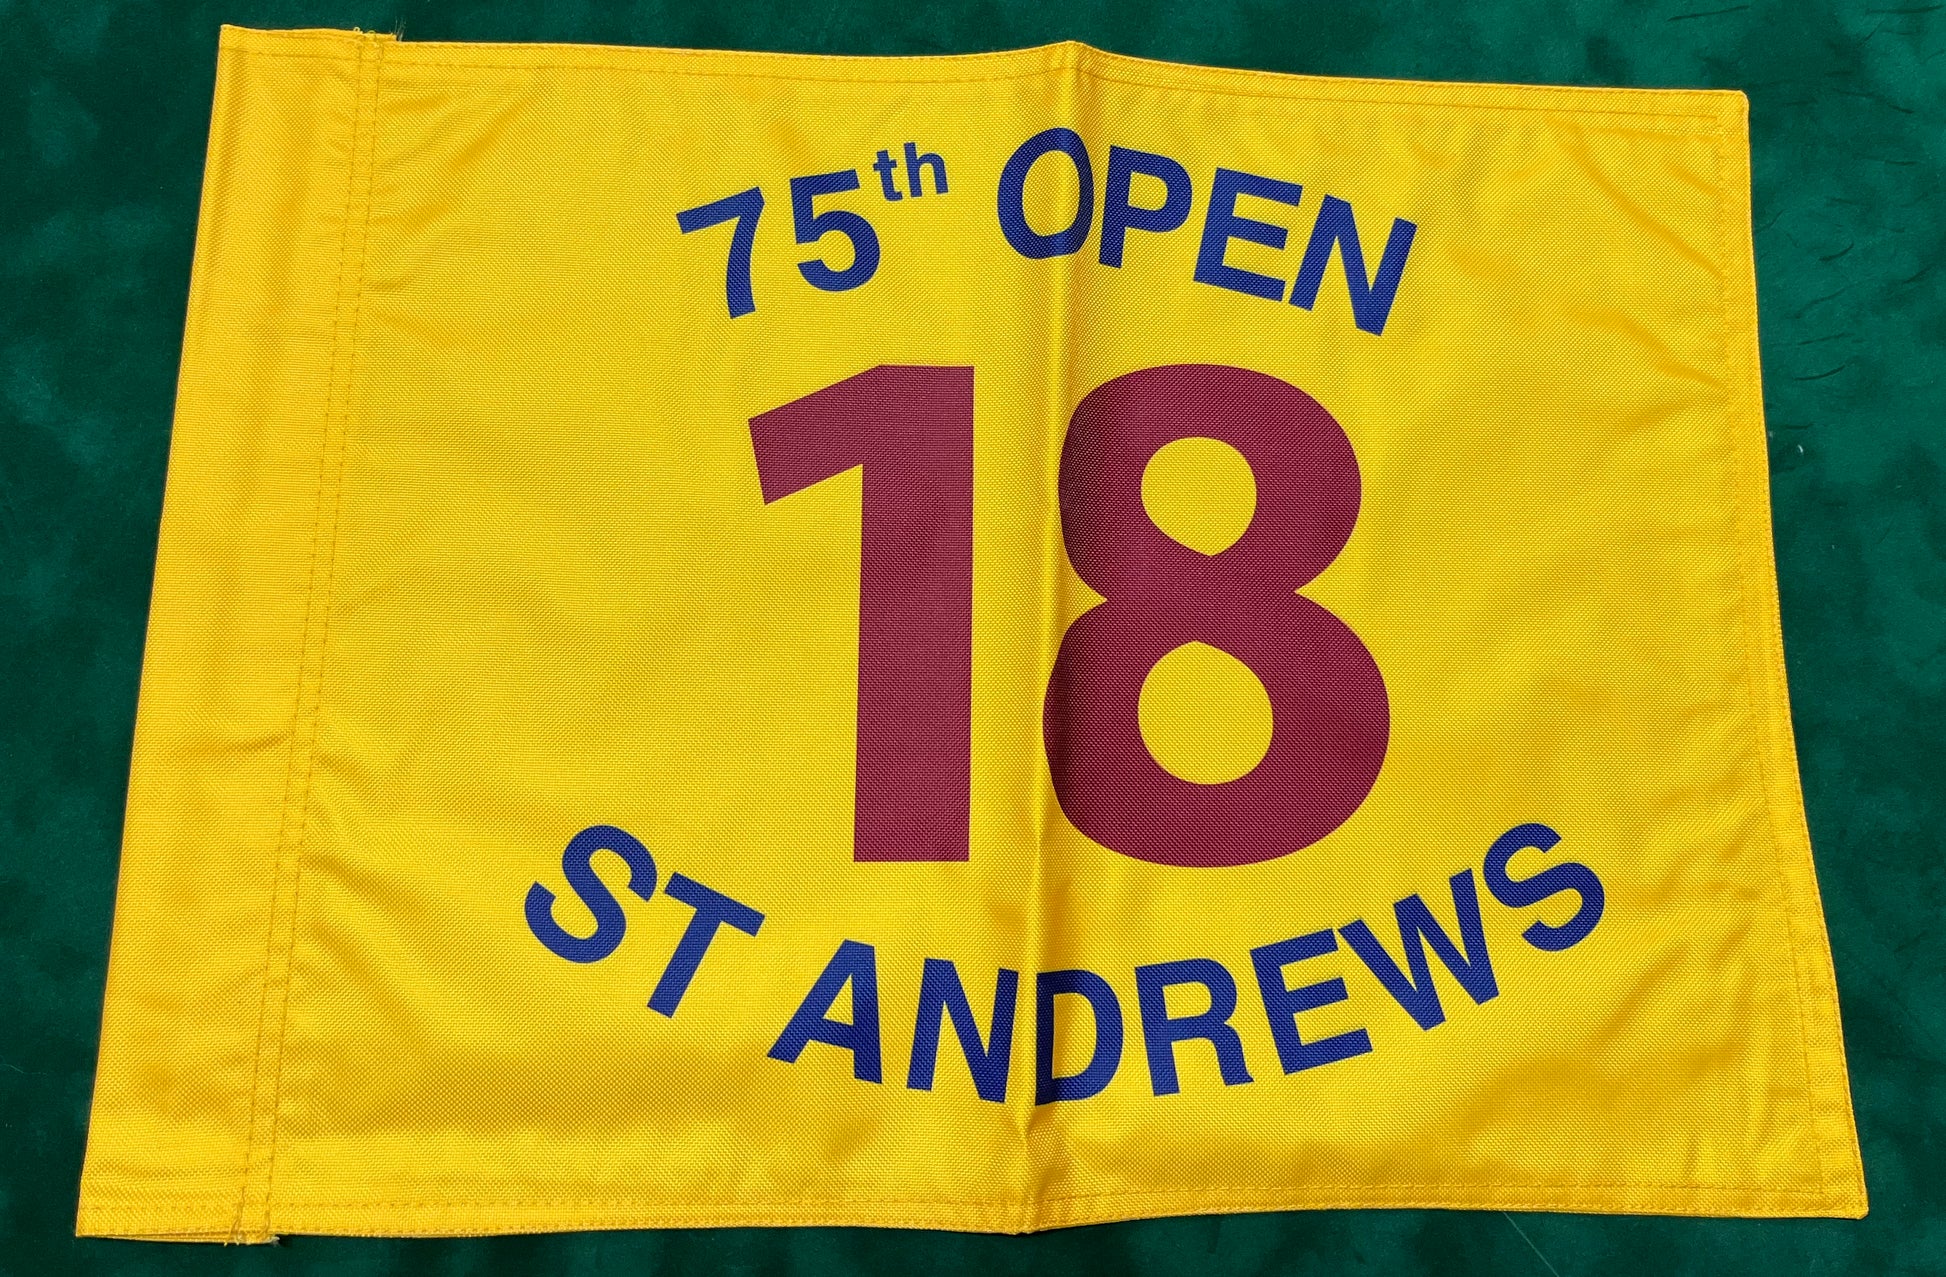 75th OPEN
18
ST ANDREWS